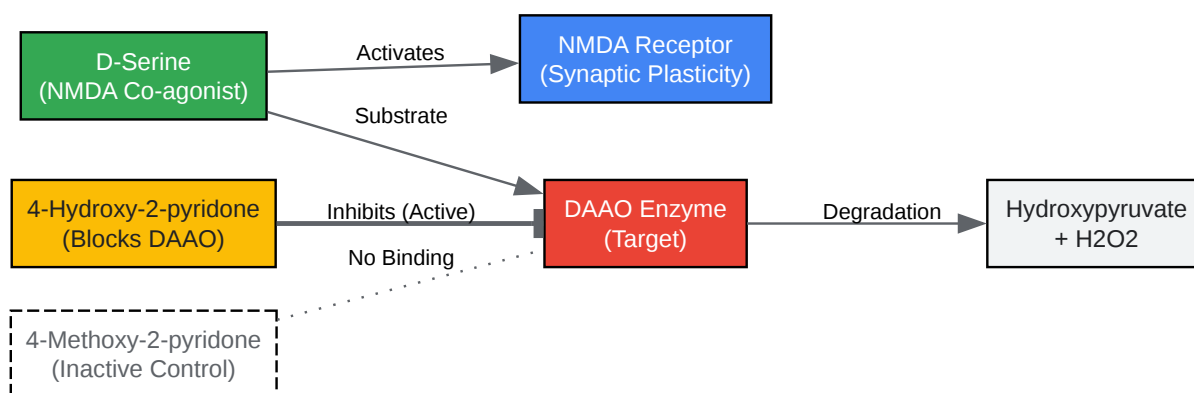 D-Serine
(NMDA Co-agonist)
Activates
NMDA Receptor
(Synaptic Plasticity)
Substrate
4-Hydroxy-2-pyridone
(Blocks DAAO)
Inhibits (Active)
DAAO Enzyme
(Target)
Degradation
Hydroxypyruvate
+ H2O2
No Binding
4-Methoxy-2-pyridone
(Inactive Control)